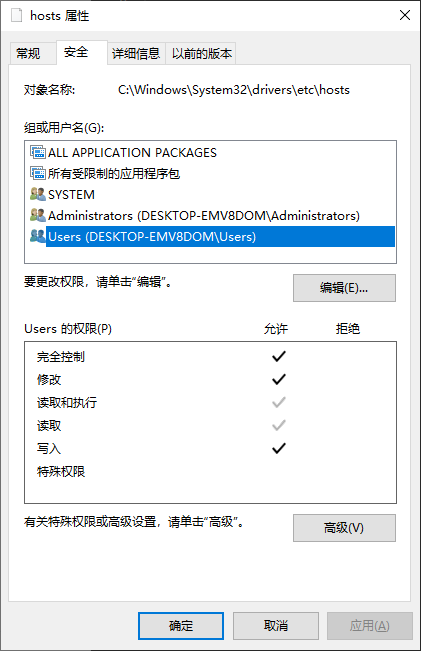 hosts 属性
常规 安全 详细信息 以前的版本
对象名称: C:\Windows\System32\drivers\etc\hosts
组或用户名(G):
ALL APPLICATION PACKAGES
所有受限制的应用程序包
SYSTEM
Administrators (DESKTOP-EMV8DOM\Administrators)
Users (DESKTOP-EMV8DOM\Users)
要更改权限，请单击“编辑”。
编辑(E)...
Users 的权限(P) 允许 拒绝
完全控制
修改
读取和执行
读取
写入
特殊权限
有关特殊权限或高级设置，请单击“高级”。
高级(V)
确定 取消 应用(A)